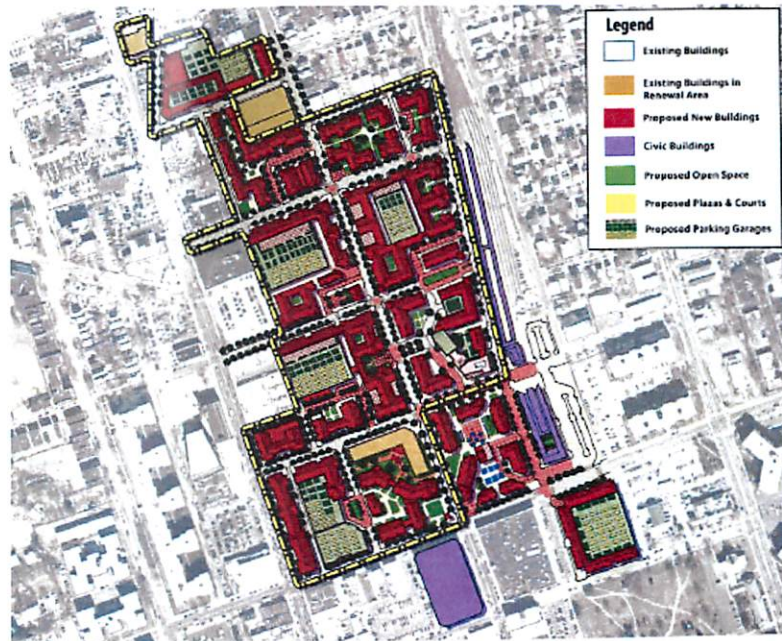 Legend
Existing Buildings
Existing Buildings in
Renewal Area
Proposed New Buildings
Civic Buildings
Proposed Open Space
Proposed Plazas & Courts
Proposed Parking Garages